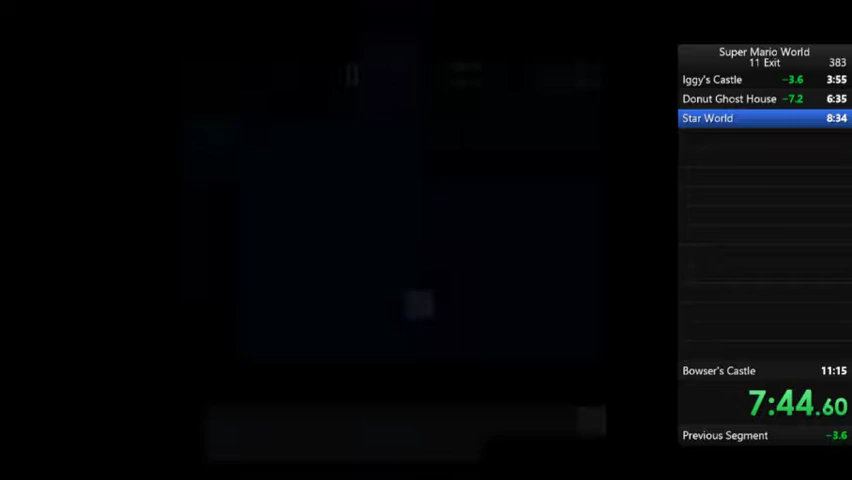 Super Mario World
11 Exit 383
Iggy's Castle -3.6 3:55
Donut Ghost House -7.2 6:35
Star World 8:34
Bowser's Castle 11:15
7:44.60
Previous Segment -3.6